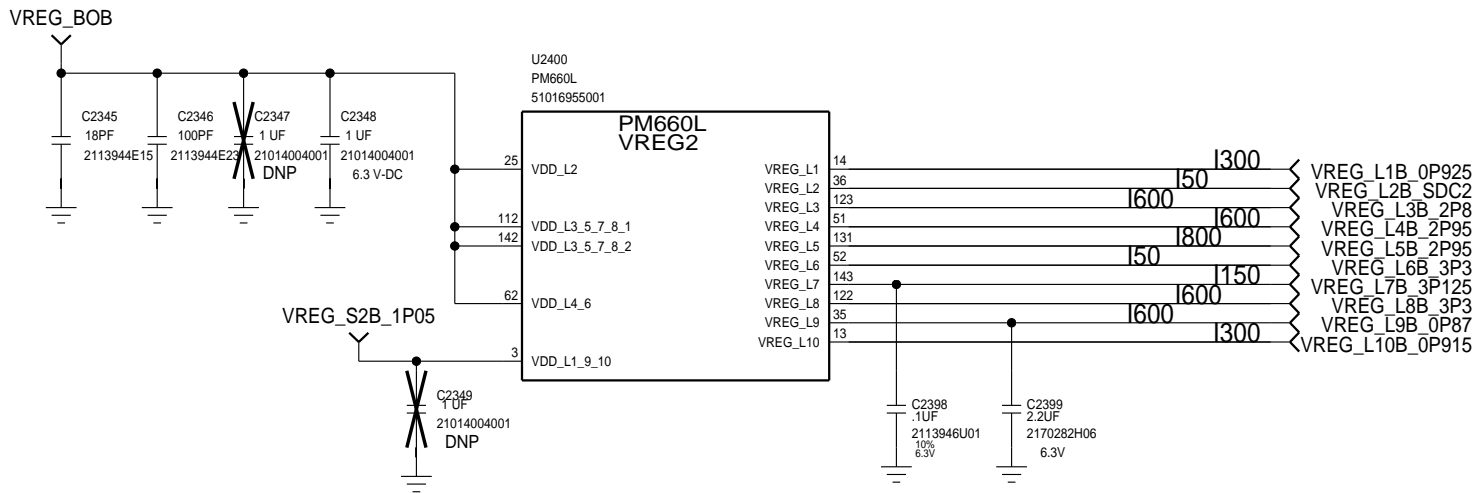 VREG_BOB
C2345
18PF
2113944E15
C2346
100PF
2113944E23
C2347
1 UF
21014004001
DNP
C2348
1 UF
21014004001
6.3 V-DC
U2400
PM660L
51016955001
PM660L
VREG2
25
VDD_L2
112
VDD_L3_5_7_8_1
142
VDD_L3_5_7_8_2
62
VDD_L4_6
VREG_S2B_1P05
3
VDD_L1_9_10
C2349
1 UF
21014004001
DNP
VREG_L1 14 I300 VREG_L1B_0P925
VREG_L2 36 I50 VREG_L2B_SDC2
VREG_L3 123 I600 VREG_L3B_2P8
VREG_L4 51 I600 VREG_L4B_2P95
VREG_L5 131 I800 VREG_L5B_2P95
VREG_L6 52 I50 VREG_L6B_3P3
VREG_L7 143 I150 VREG_L7B_3P125
VREG_L8 122 I600 VREG_L8B_3P3
VREG_L9 35 I600 VREG_L9B_0P87
VREG_L10 13 I300 VREG_L10B_0P915
C2398
.1UF
2113946U01
10%
6.3V
C2399
2.2UF
2170282H06
6.3V